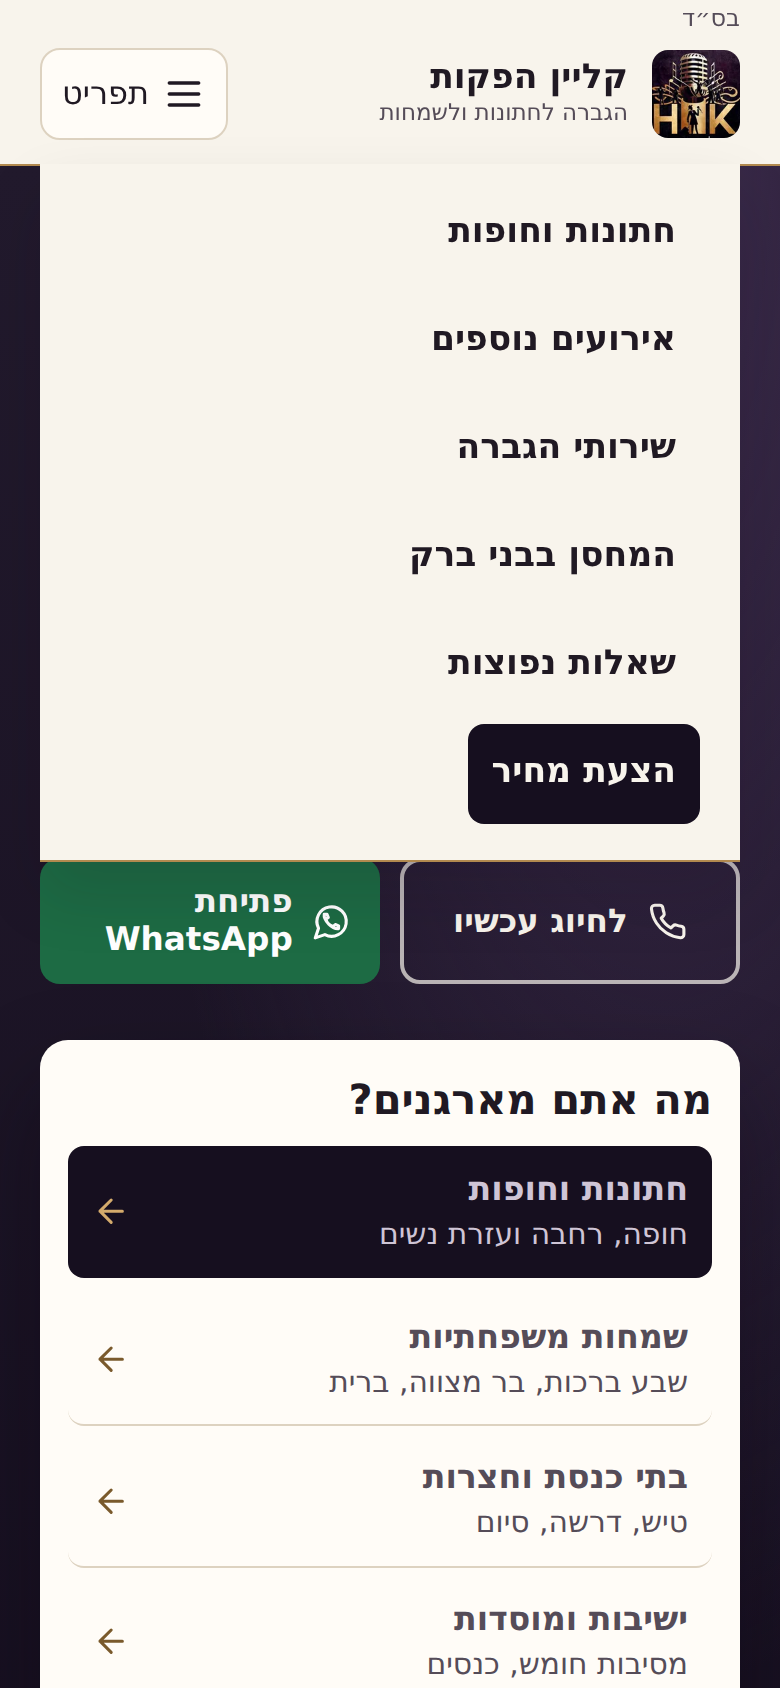 בס״ד
קליין הפקות
הגברה לחתונות ולשמחות
תפריט
חתונות וחופות
אירועים נוספים
שירותי הגברה
המחסן בבני ברק
שאלות נפוצות
הצעת מחיר
לחיוג עכשיו
פתיחת
WhatsApp
מה אתם מארגנים?
חתונות וחופות
חופה, רחבה ועזרת נשים
שמחות משפחתיות
שבע ברכות, בר מצווה, ברית
בתי כנסת וחצרות
טיש, דרשה, סיום
ישיבות ומוסדות
מסיבות חומש, כנסים